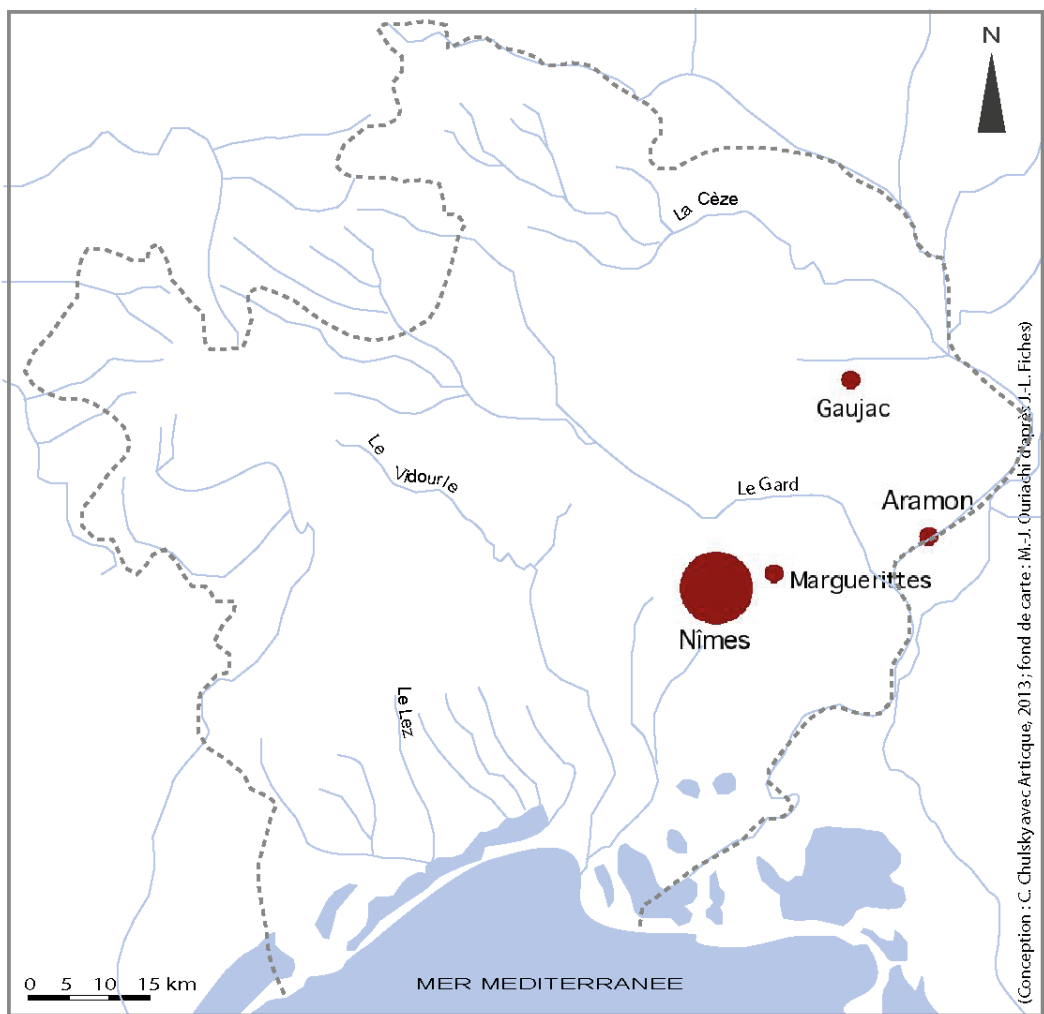 N
La Cèze
Gaujac
Le Vidourle
Le Gard
Aramon
Marguerittes
Nîmes
Le Lez
0 5 10 15 km
MER MEDITERRANEE
(Conception : C. Chulsky avec Articque, 2013 ; fond de carte : M.-J. Ouriachi d'après J.-L. Fiches)